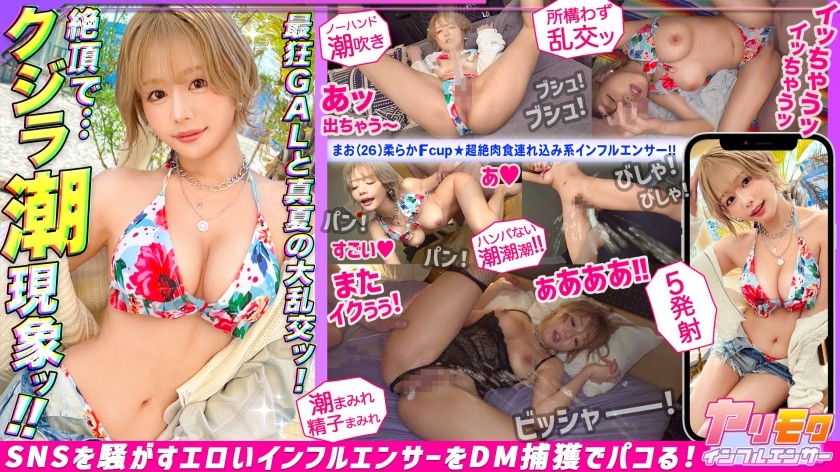 絶頂で…
クジラ潮現象ッ!!
最狂GALと真夏の大乱交ッ!
ノーハンド
潮吹き
あッ
出ちゃう〜
ブシュ!
ブシュ!
所構わず
乱交ッ
イッちゃうッ
イッちゃうッ
まお(26)柔らかFcup★超絶肉食連れ込み系インフルエンサー!!
あ♥
パン!
すごい♥
パン!
ハンパない
潮潮潮!!
びしゃ!
びしゃ!
また
イクぅぅ!
ああああ!!
5発射
潮まみれ
精子まみれ
ビッシャーーー!
ヤリモク
インフルエンサー
SNSを騒がすエロいインフルエンサーをDM捕獲でパコる!